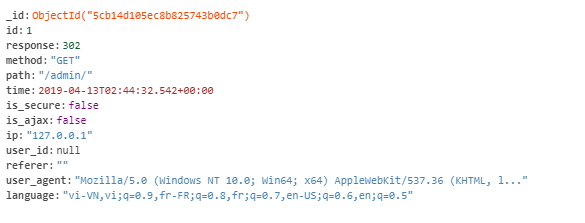 _id:ObjectId("5cb14d105ec8b825743b0dc7")
id:1
response:302
method:"GET"
path:"/admin/"
time:2019-04-13T02:44:32.542+00:00
is_secure:false
is_ajax:false
ip:"127.0.0.1"
user_id:null
referer:""
user_agent:"Mozilla/5.0 (Windows NT 10.0; Win64; x64) AppleWebKit/537.36 (KHTML, l..."
language:"vi-VN,vi;q=0.9,fr-FR;q=0.8,fr;q=0.7,en-US;q=0.6,en;q=0.5"